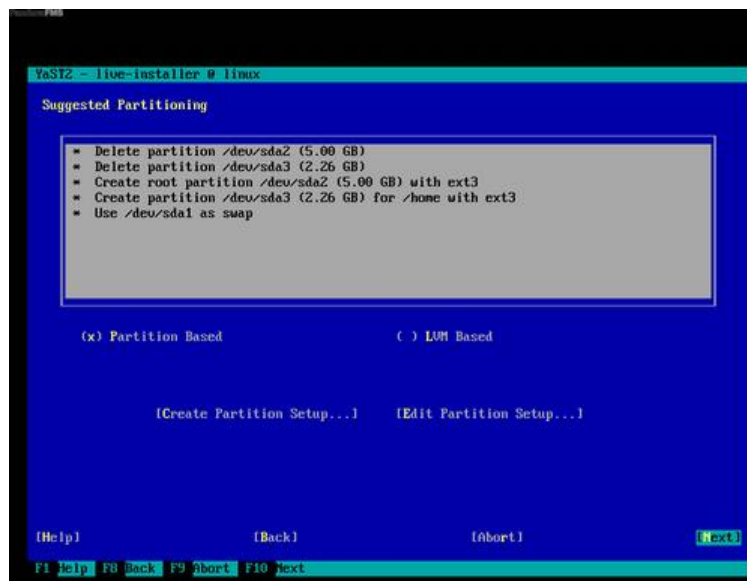 PandoraFMS
YaST2 - live-installer @ linux
Suggested Partitioning
* Delete partition /dev/sda2 (5.00 GB)
* Delete partition /dev/sda3 (2.26 GB)
* Create root partition /dev/sda2 (5.00 GB) with ext3
* Create partition /dev/sda3 (2.26 GB) for /home with ext3
* Use /dev/sda1 as swap
(x) Partition Based ( ) LVM Based
[Create Partition Setup...] [Edit Partition Setup...]
[Help] [Back] [Abort] [Next]
F1 Help F8 Back F9 Abort F10 Next